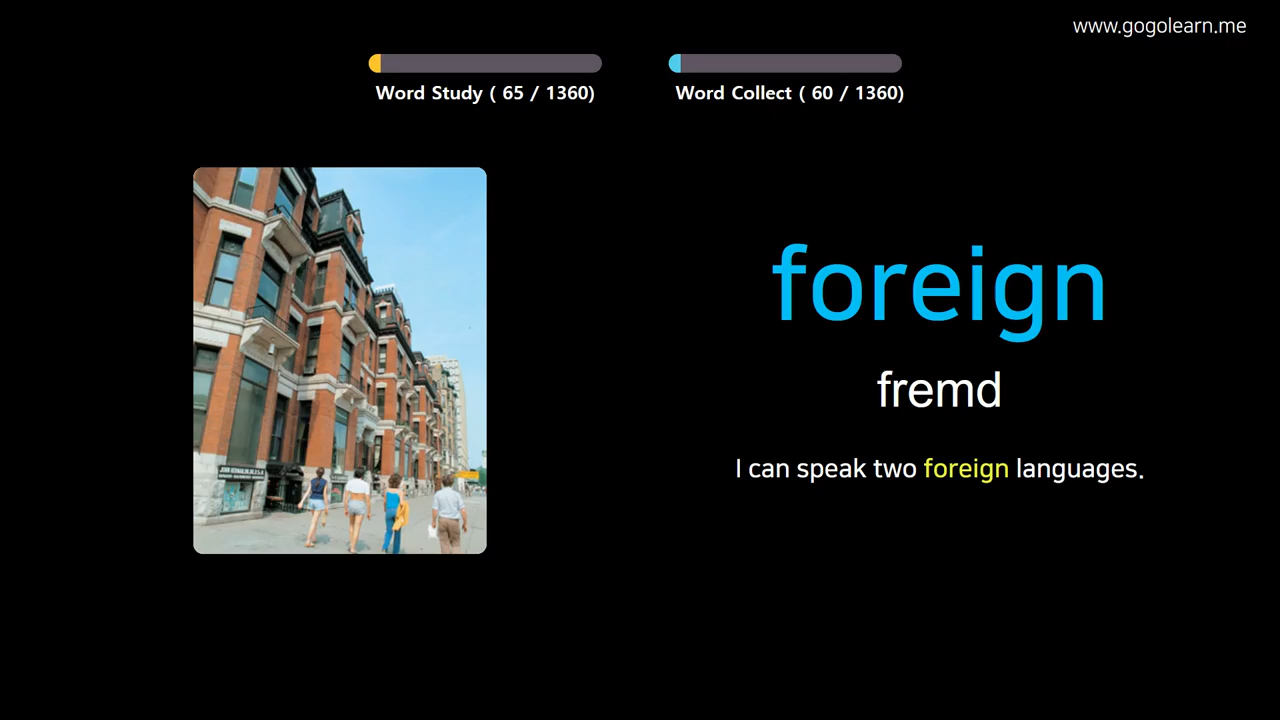 www.gogolearn.me
Word Study ( 65 / 1360)
Word Collect ( 60 / 1360)
foreign
fremd
I can speak two foreign languages.